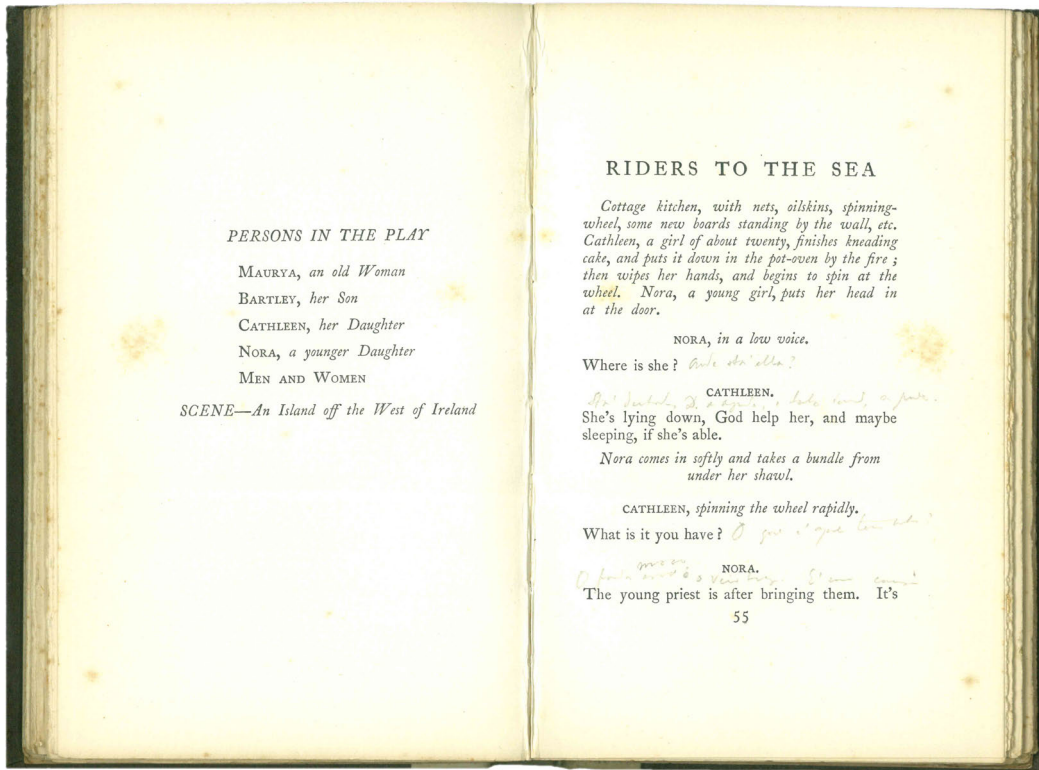 PERSONS IN THE PLAY
MAURYA, an old Woman
BARTLEY, her Son
CATHLEEN, her Daughter
NORA, a younger Daughter
MEN AND WOMEN
SCENE—An Island off the West of Ireland
RIDERS TO THE SEA
Cottage kitchen, with nets, oilskins, spinning-
wheel, some new boards standing by the wall, etc.
Cathleen, a girl of about twenty, finishes kneading
cake, and puts it down in the pot-oven by the fire ;
then wipes her hands, and begins to spin at the
wheel. Nora, a young girl, puts her head in
at the door.
NORA, in a low voice.
Where is she ?
CATHLEEN.
She's lying down, God help her, and maybe
sleeping, if she's able.
Nora comes in softly and takes a bundle from
under her shawl.
CATHLEEN, spinning the wheel rapidly.
What is it you have ? O que
NORA.
The young priest is after bringing them. It's
55